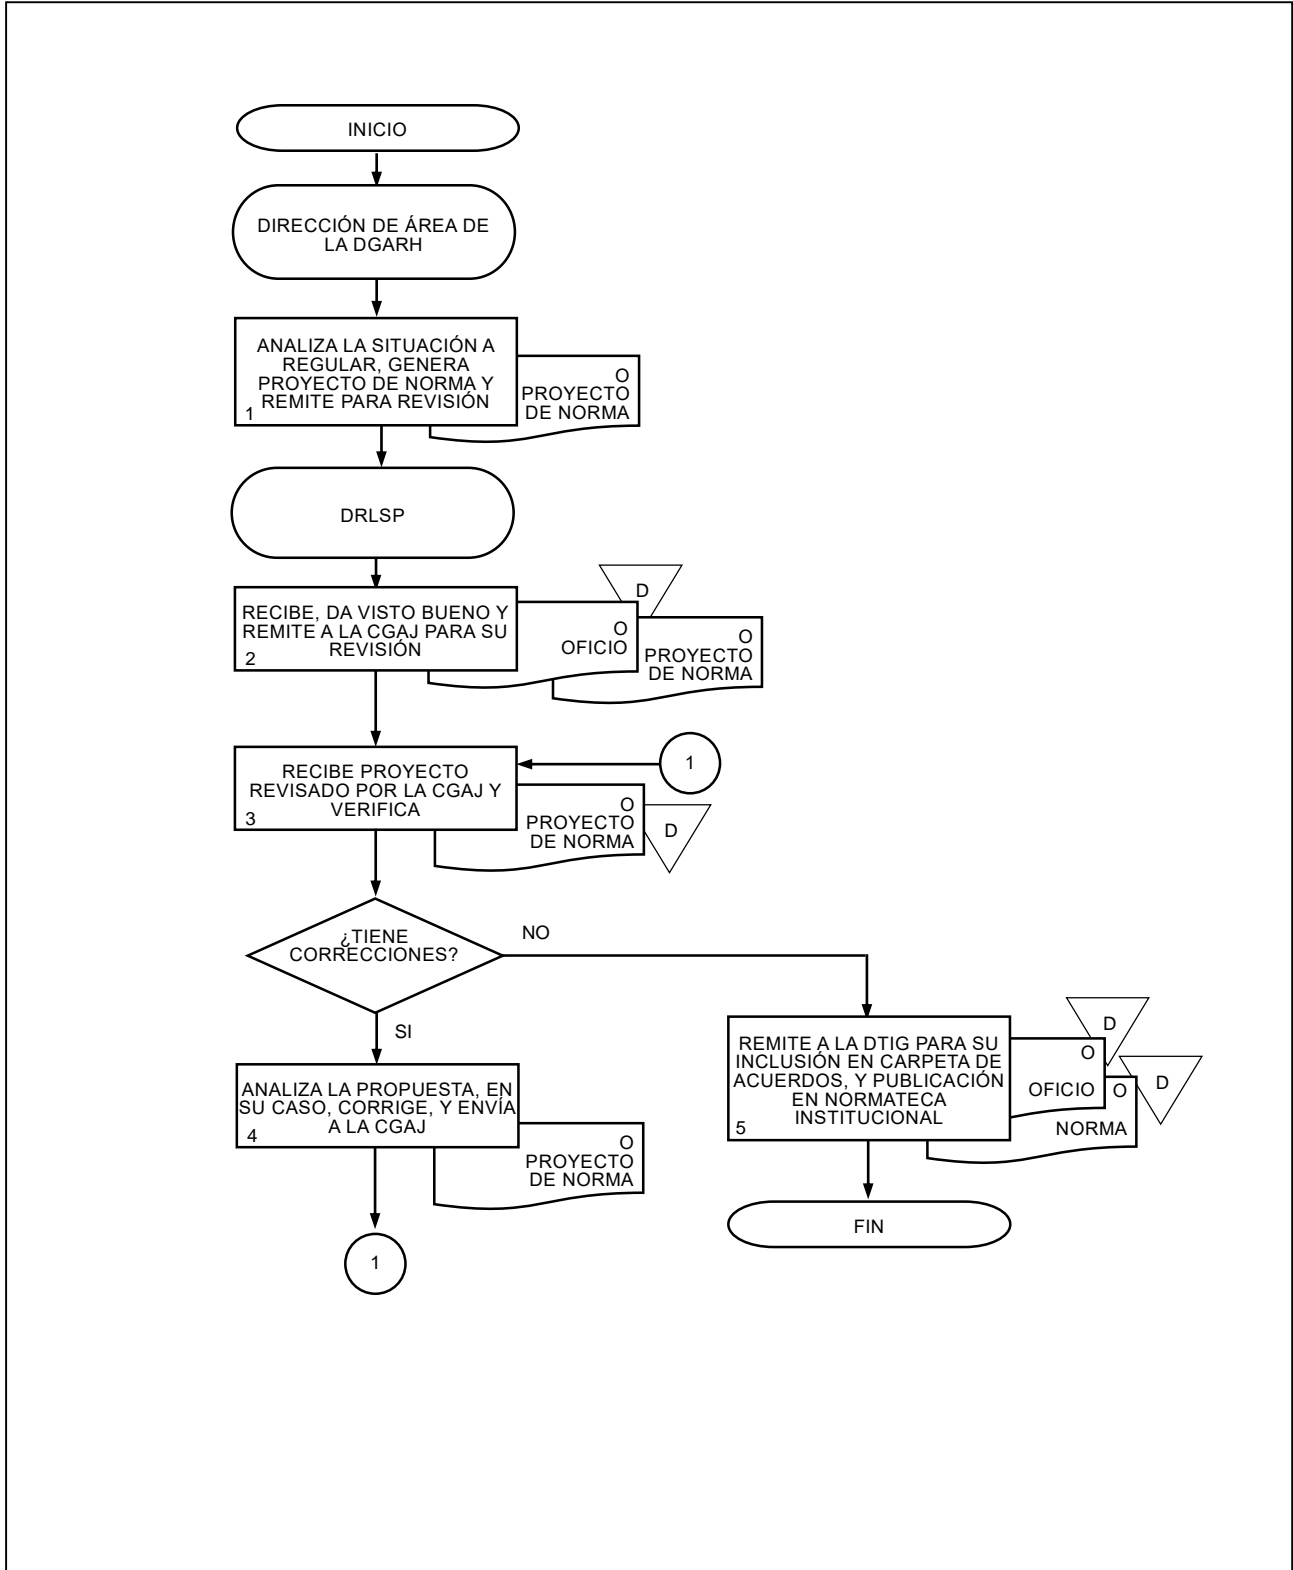 INICIO
DIRECCIÓN DE ÁREA DE
LA DGARH
ANALIZA LA SITUACIÓN A
REGULAR, GENERA
PROYECTO DE NORMA Y
REMITE PARA REVISIÓN
1
O
PROYECTO
DE NORMA
DRLSP
RECIBE, DA VISTO BUENO Y
REMITE A LA CGAJ PARA SU
REVISIÓN
2
D
O
OFICIO
O
PROYECTO
DE NORMA
1
RECIBE PROYECTO
REVISADO POR LA CGAJ Y
VERIFICA
3
O
PROYECTO
DE NORMA
D
¿TIENE
CORRECCIONES?
NO
SI
ANALIZA LA PROPUESTA, EN
SU CASO, CORRIGE, Y ENVÍA
A LA CGAJ
4
O
PROYECTO
DE NORMA
1
REMITE A LA DTIG PARA SU
INCLUSIÓN EN CARPETA DE
ACUERDOS, Y PUBLICACIÓN
EN NORMATECA
INSTITUCIONAL
5
D
O
OFICIO
D
O
NORMA
FIN